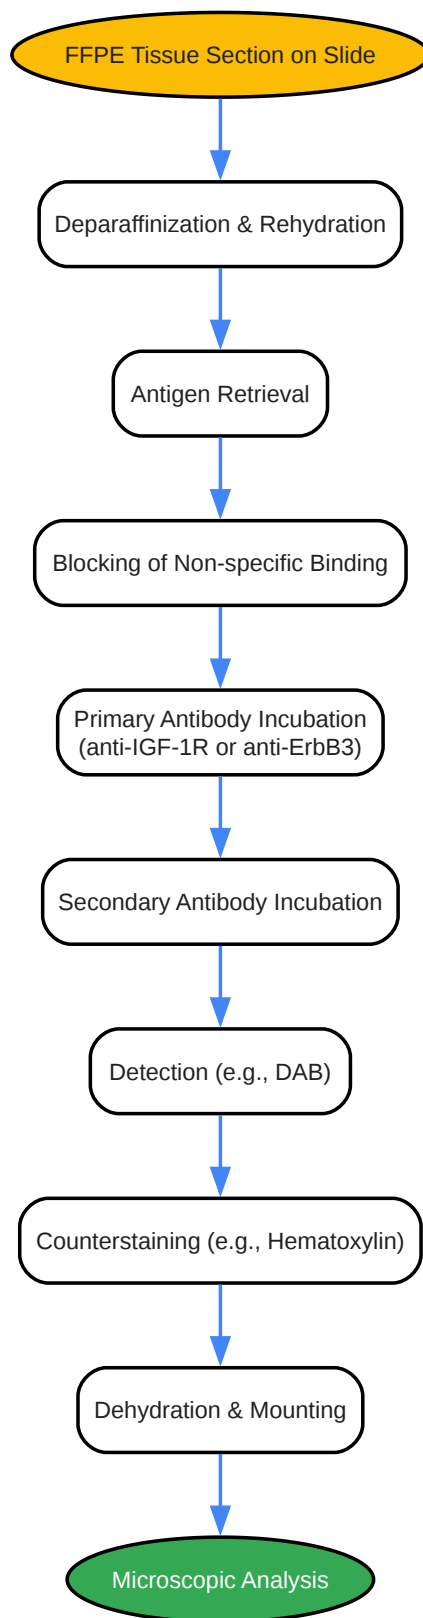 FFPE Tissue Section on Slide
Deparaffinization & Rehydration
Antigen Retrieval
Blocking of Non-specific Binding
Primary Antibody Incubation
(anti-IGF-1R or anti-ErbB3)
Secondary Antibody Incubation
Detection (e.g., DAB)
Counterstaining (e.g., Hematoxylin)
Dehydration & Mounting
Microscopic Analysis